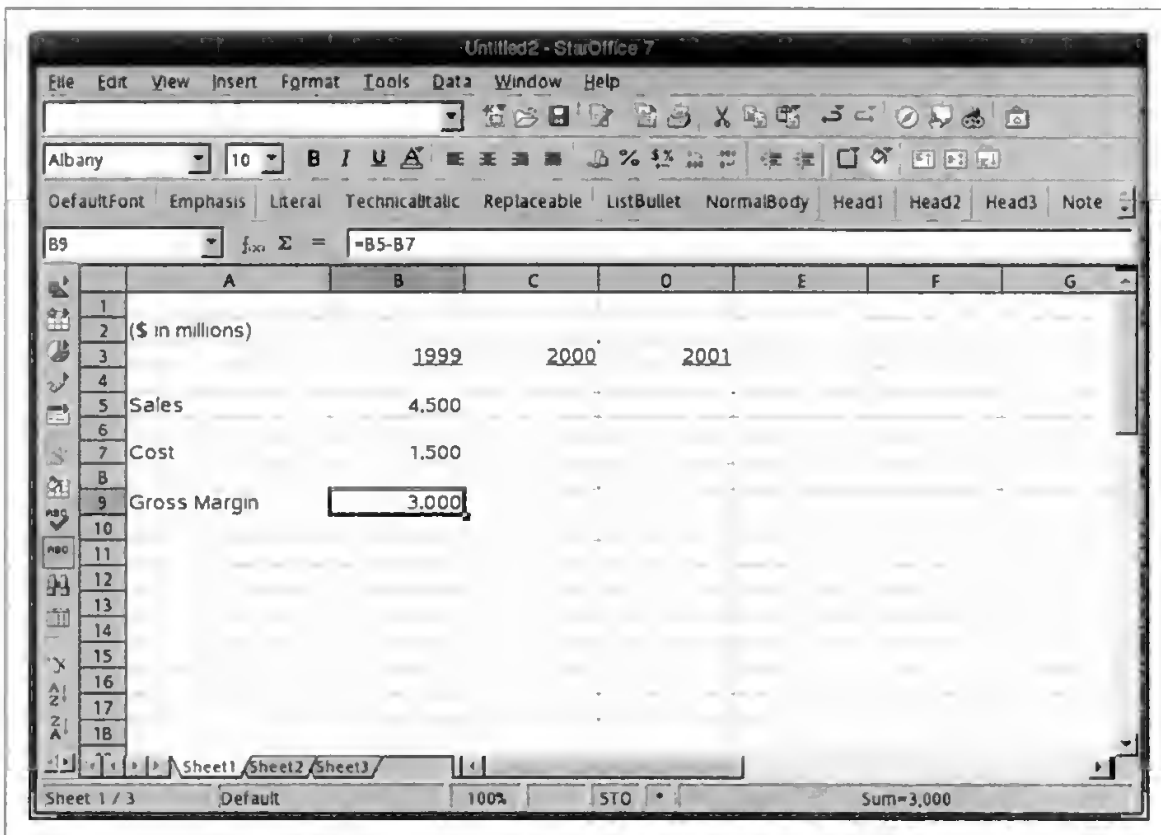 Untitled2 - StarOffice 7
File Edit View Insert Format Tools Data Window Help
Albany 10 B I U A
DefaultFont Emphasis Literal TechnicalItalic Replaceable ListBullet NormalBody Head1 Head2 Head3 Note
B9 f(x) Σ = =B5-B7
A B C D E F G
1
2 ($ in millions)
3 1999 2000 2001
4
5 Sales 4.500
6
7 Cost 1.500
8
9 Gross Margin 3.000
10
11
12
13
14
15
16
17
18
Sheet1 Sheet2 Sheet3
Sheet 1 / 3 Default 100% STD * Sum=3,000